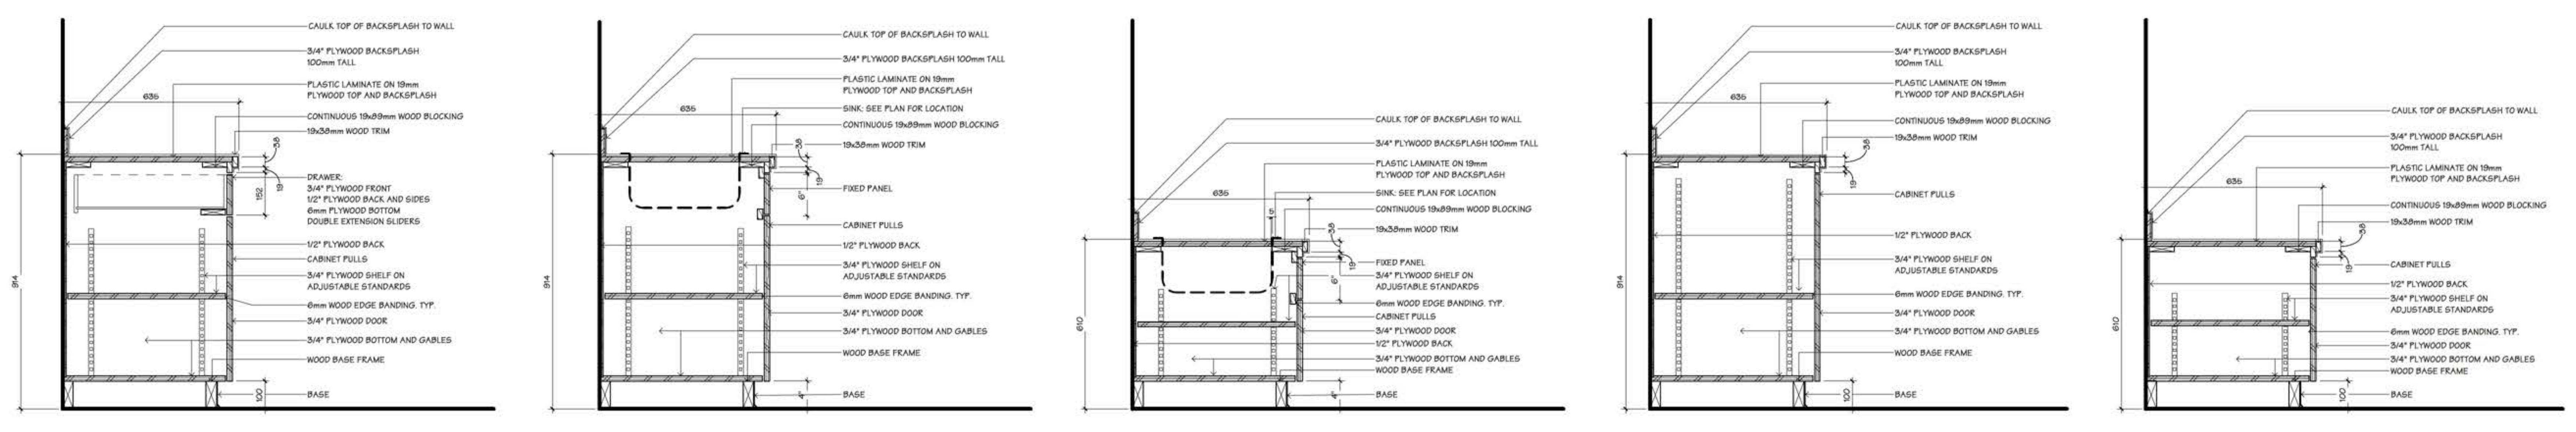 CAULK TOP OF BACKSPLASH TO WALL
3/4" PLYWOOD BACKSPLASH
100mm TALL
PLASTIC LAMINATE ON 19mm
PLYWOOD TOP AND BACKSPLASH
635
CONTINUOUS 19x89mm WOOD BLOCKING
19x38mm WOOD TRIM
38
19
152
DRAWER:
3/4" PLYWOOD FRONT
1/2" PLYWOOD BACK AND SIDES
6mm PLYWOOD BOTTOM
DOUBLE EXTENSION SLIDERS
1/2" PLYWOOD BACK
CABINET PULLS
3/4" PLYWOOD SHELF ON
ADJUSTABLE STANDARDS
914
6mm WOOD EDGE BANDING. TYP.
3/4" PLYWOOD DOOR
3/4" PLYWOOD BOTTOM AND GABLES
WOOD BASE FRAME
BASE
100
CAULK TOP OF BACKSPLASH TO WALL
3/4" PLYWOOD BACKSPLASH 100mm TALL
PLASTIC LAMINATE ON 19mm
PLYWOOD TOP AND BACKSPLASH
635
SINK: SEE PLAN FOR LOCATION
CONTINUOUS 19x89mm WOOD BLOCKING
19x38mm WOOD TRIM
38
19
6"
FIXED PANEL
CABINET PULLS
1/2" PLYWOOD BACK
3/4" PLYWOOD SHELF ON
ADJUSTABLE STANDARDS
914
6mm WOOD EDGE BANDING. TYP.
3/4" PLYWOOD DOOR
3/4" PLYWOOD BOTTOM AND GABLES
WOOD BASE FRAME
BASE
4"
CAULK TOP OF BACKSPLASH TO WALL
3/4" PLYWOOD BACKSPLASH 100mm TALL
PLASTIC LAMINATE ON 19mm
PLYWOOD TOP AND BACKSPLASH
635
SINK: SEE PLAN FOR LOCATION
CONTINUOUS 19x89mm WOOD BLOCKING
19x38mm WOOD TRIM
38
19
6"
FIXED PANEL
3/4" PLYWOOD SHELF ON
ADJUSTABLE STANDARDS
6mm WOOD EDGE BANDING. TYP.
CABINET PULLS
610
3/4" PLYWOOD DOOR
1/2" PLYWOOD BACK
3/4" PLYWOOD BOTTOM AND GABLES
WOOD BASE FRAME
BASE
4"
CAULK TOP OF BACKSPLASH TO WALL
3/4" PLYWOOD BACKSPLASH
100mm TALL
PLASTIC LAMINATE ON 19mm
PLYWOOD TOP AND BACKSPLASH
635
CONTINUOUS 19x89mm WOOD BLOCKING
19x38mm WOOD TRIM
38
19
CABINET PULLS
1/2" PLYWOOD BACK
3/4" PLYWOOD SHELF ON
ADJUSTABLE STANDARDS
914
6mm WOOD EDGE BANDING. TYP.
3/4" PLYWOOD DOOR
3/4" PLYWOOD BOTTOM AND GABLES
WOOD BASE FRAME
BASE
100
CAULK TOP OF BACKSPLASH TO WALL
3/4" PLYWOOD BACKSPLASH
100mm TALL
PLASTIC LAMINATE ON 19mm
PLYWOOD TOP AND BACKSPLASH
635
CONTINUOUS 19x89mm WOOD BLOCKING
19x38mm WOOD TRIM
38
19
CABINET PULLS
1/2" PLYWOOD BACK
3/4" PLYWOOD SHELF ON
ADJUSTABLE STANDARDS
610
6mm WOOD EDGE BANDING. TYP.
3/4" PLYWOOD DOOR
3/4" PLYWOOD BOTTOM AND GABLES
WOOD BASE FRAME
BASE
100